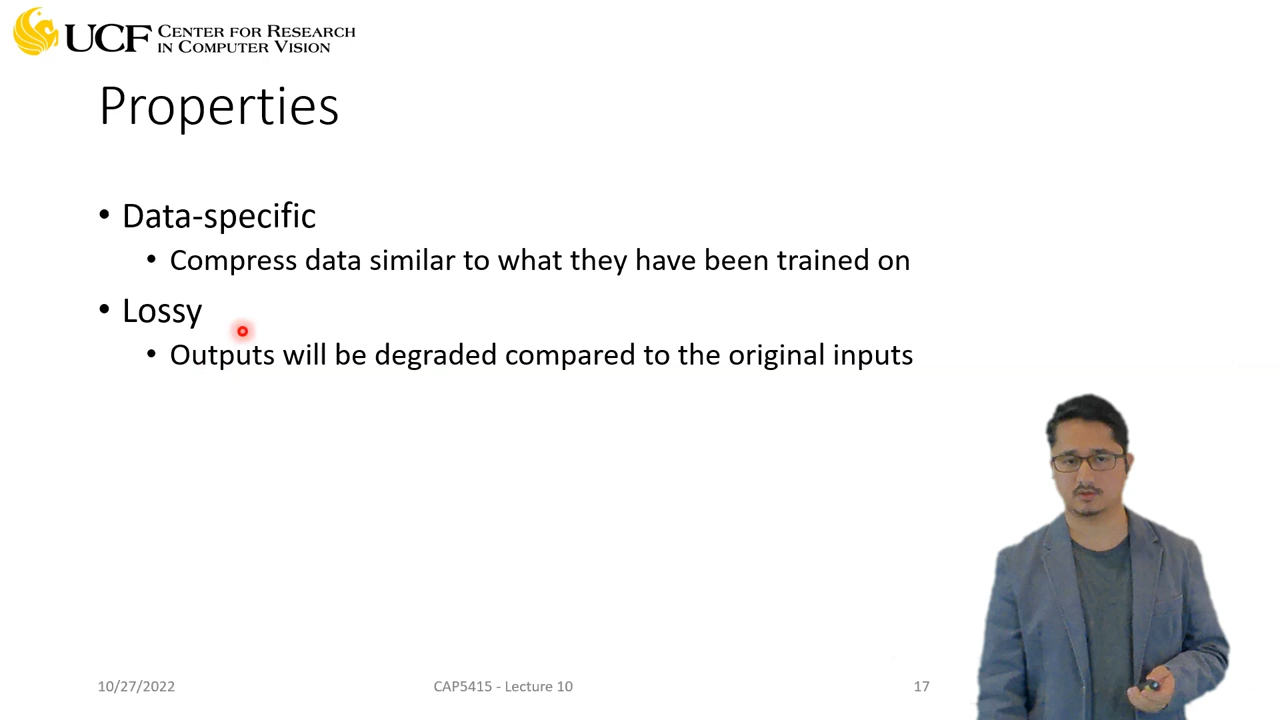 UCF CENTER FOR RESEARCH
IN COMPUTER VISION
Properties
• Data-specific
• Compress data similar to what they have been trained on
• Lossy
• Outputs will be degraded compared to the original inputs
10/27/2022
CAP5415 - Lecture 10
17